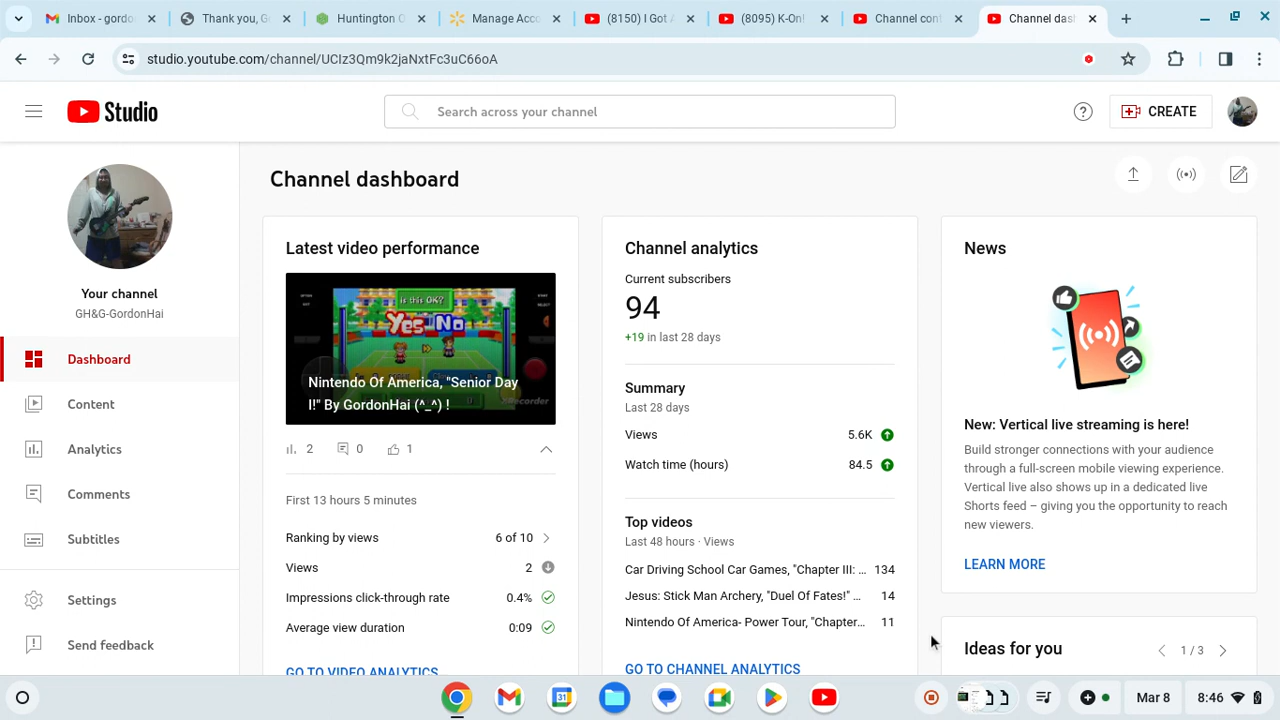 Inbox - gordo
Thank you, G
Huntington C
Manage Acco
(8150) I Got A
(8095) K-On!
Channel cont
Channel dash
studio.youtube.com/channel/UCIz3Qm9k2jaNxtFc3uC66oA
Studio
Search across your channel
CREATE
Your channel
GH&G-GordonHai
Dashboard
Content
Analytics
Comments
Subtitles
Settings
Send feedback
Channel dashboard
Latest video performance
is this OK?
Yes No
Nintendo Of America, "Senior Day
I!" By GordonHai (^_^) !
2 0 1
First 13 hours 5 minutes
Ranking by views 6 of 10
Views 2
Impressions click-through rate 0.4%
Average view duration 0:09
GO TO VIDEO ANALYTICS
Channel analytics
Current subscribers
94
+19 in last 28 days
Summary
Last 28 days
Views 5.6K
Watch time (hours) 84.5
Top videos
Last 48 hours · Views
Car Driving School Car Games, "Chapter III: ... 134
Jesus: Stick Man Archery, "Duel Of Fates!" ... 14
Nintendo Of America- Power Tour, "Chapter... 11
GO TO CHANNEL ANALYTICS
News
New: Vertical live streaming is here!
Build stronger connections with your audience
through a full-screen mobile viewing experience.
Vertical live also shows up in a dedicated live
Shorts feed – giving you the opportunity to reach
new viewers.
LEARN MORE
Ideas for you 1 / 3
Mar 8 8:46